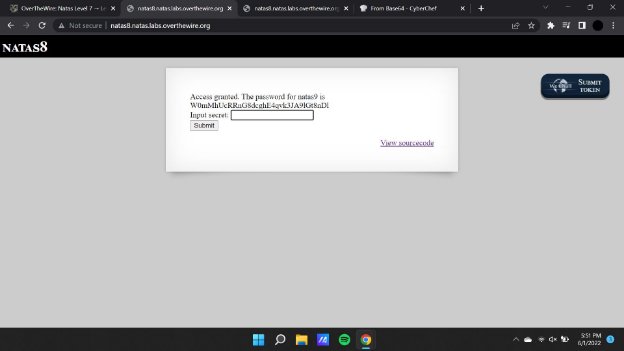 OverTheWire: Natas Level 7 → Le
natas8.natas.labs.overthewire.org
natas8.natas.labs.overthewire.org
From Base64 - CyberChef
Not secure | natas8.natas.labs.overthewire.org
NATAS8
SUBMIT
TOKEN
Access granted. The password for natas9 is
Input secret:
Submit
View sourcecode
5:51 PM
6/1/2022